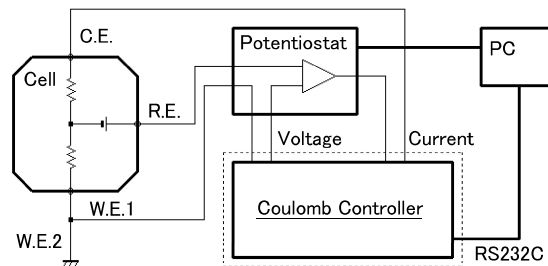 C.E.
Potentiostat
PC
Cell
R.E.
Voltage
Current
W.E.1
Coulomb Controller
W.E.2
RS232C